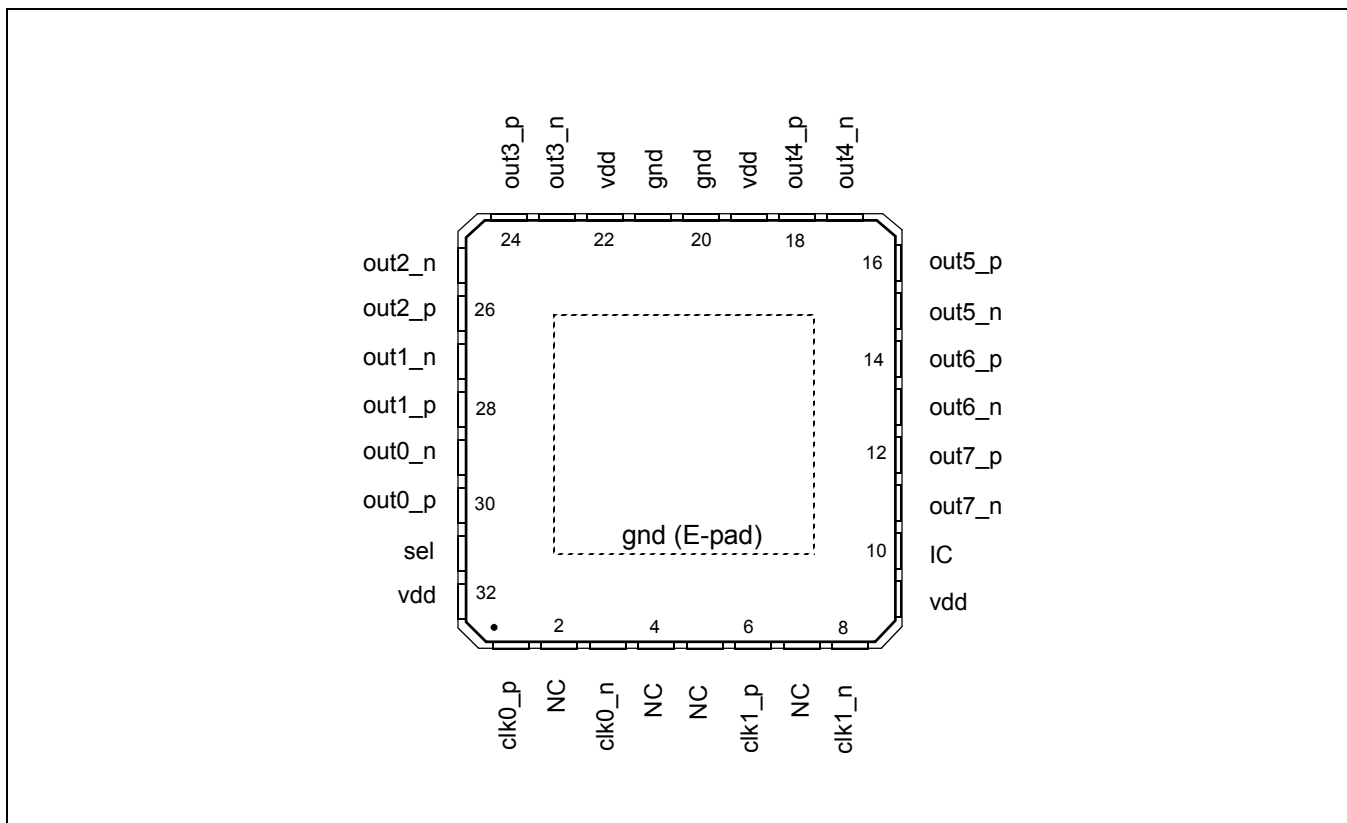 out3_p
out3_n
vdd
gnd
gnd
vdd
out4_p
out4_n
24
22
20
18
out2_n
16
out5_p
out2_p
26
out5_n
out1_n
14
out6_p
out1_p
28
out6_n
out0_n
12
out7_p
out0_p
30
out7_n
gnd (E-pad)
sel
10
IC
vdd
32
vdd
2
4
6
8
clk0_p
NC
clk0_n
NC
NC
clk1_p
NC
clk1_n